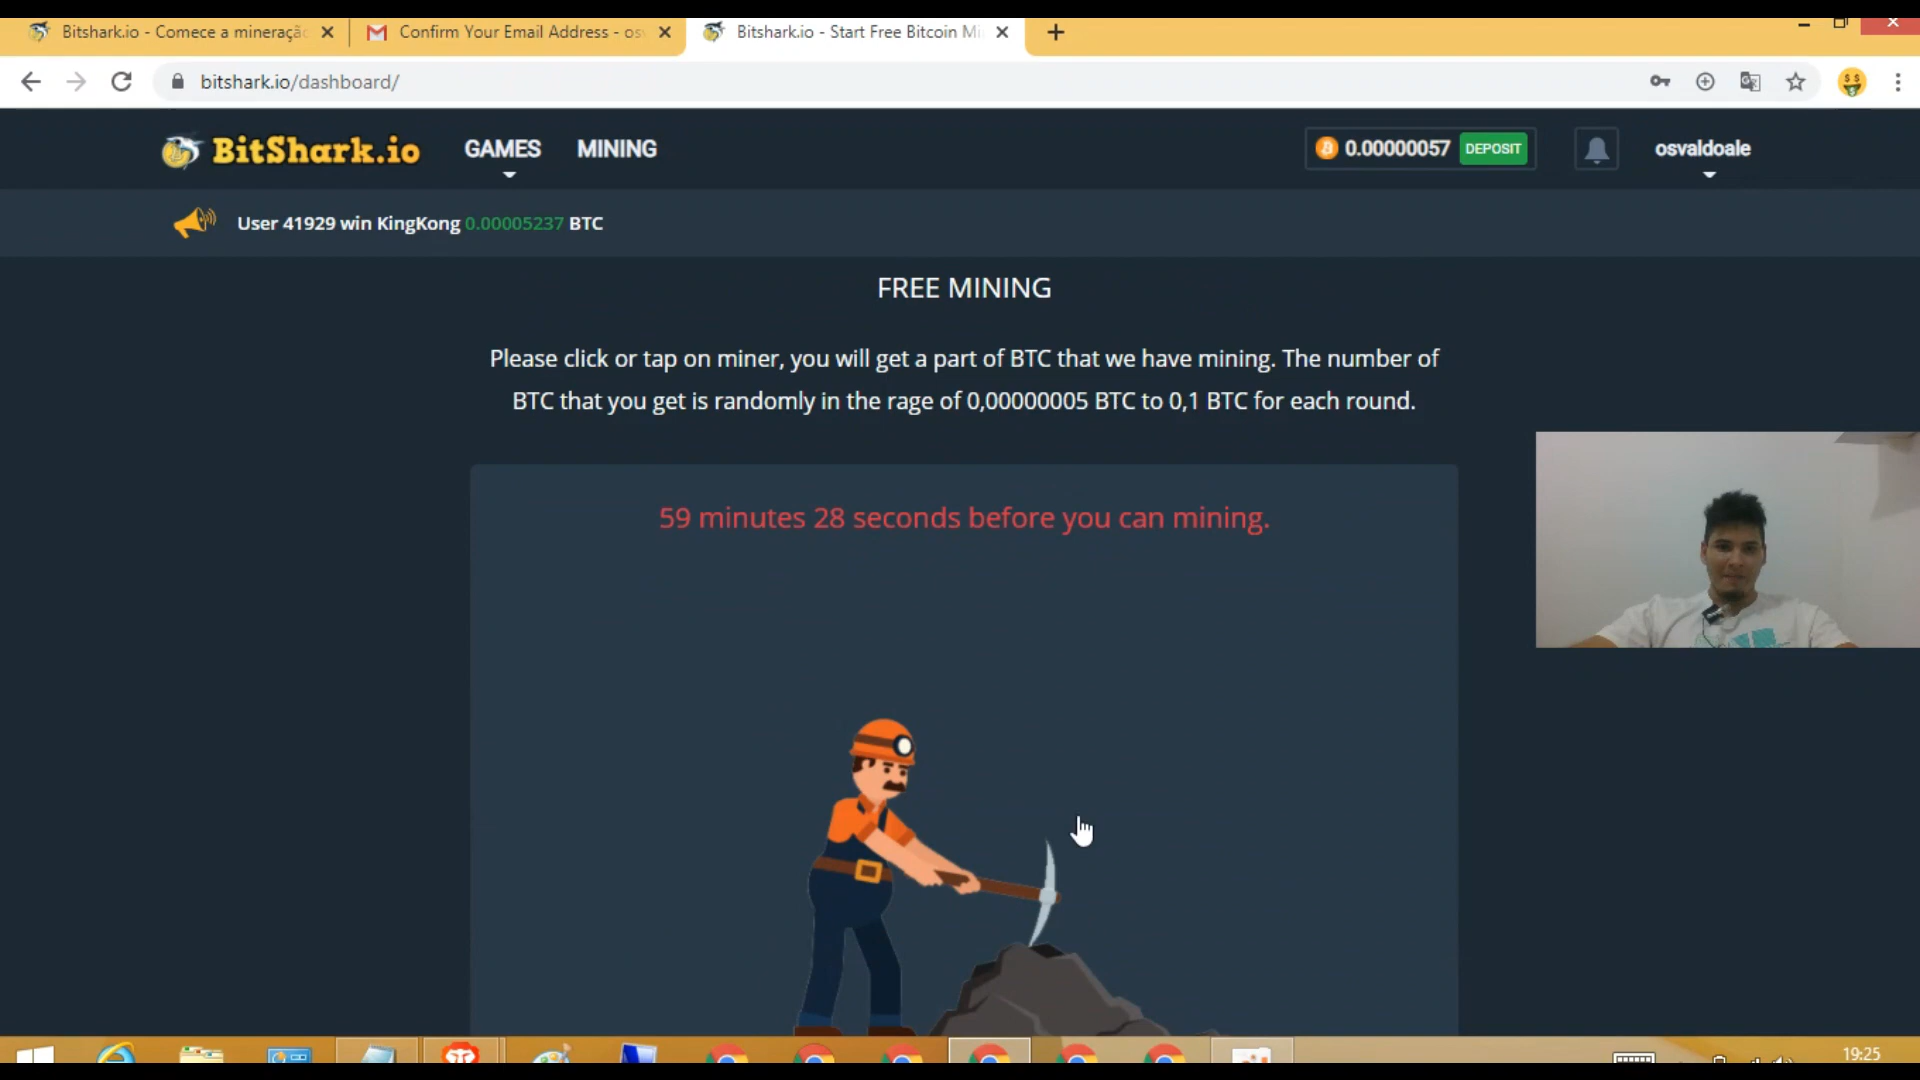 Bitshark.io - Comece a mineração
Confirm Your Email Address - os
Bitshark.io - Start Free Bitcoin Mi
bitshark.io/dashboard/
BitShark.io
GAMES
MINING
0.00000057
DEPOSIT
osvaldoale
User 41929 win KingKong 0.00005237 BTC
FREE MINING
Please click or tap on miner, you will get a part of BTC that we have mining. The number of
BTC that you get is randomly in the rage of 0,00000005 BTC to 0,1 BTC for each round.
59 minutes 28 seconds before you can mining.
19:25